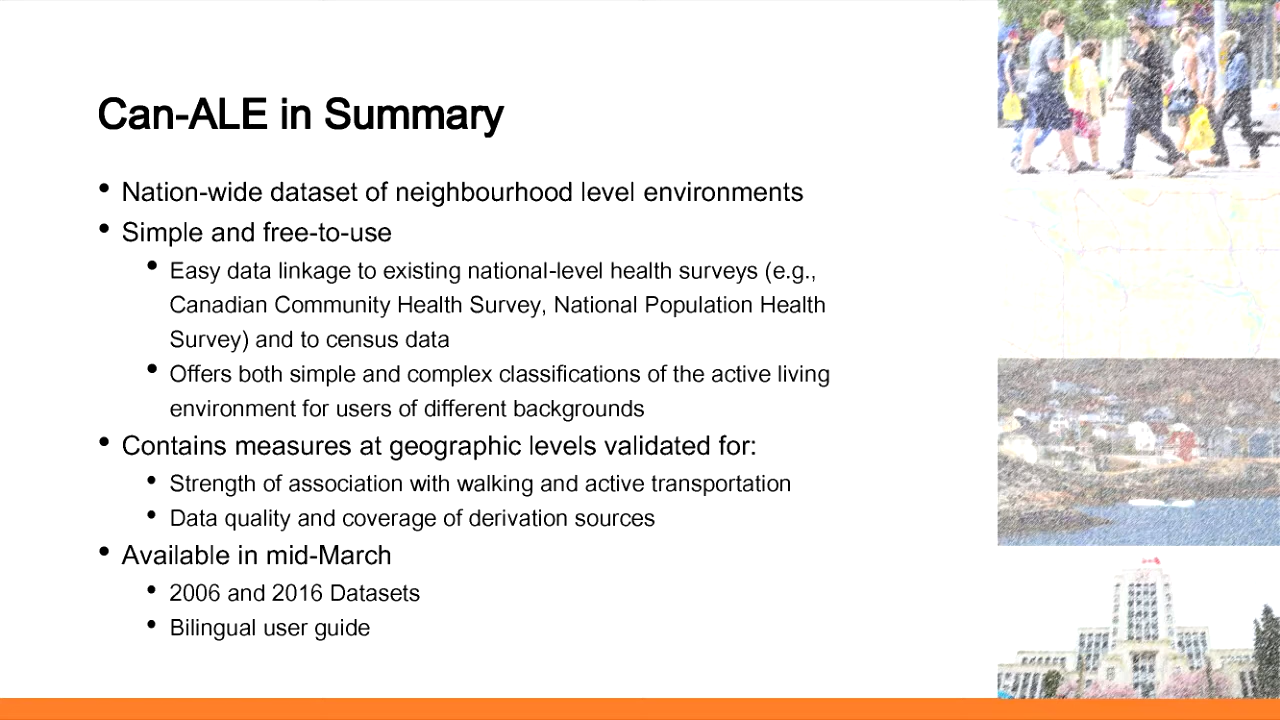 Can-ALE in Summary
• Nation-wide dataset of neighbourhood level environments
• Simple and free-to-use
• Easy data linkage to existing national-level health surveys (e.g.,
Canadian Community Health Survey, National Population Health
Survey) and to census data
• Offers both simple and complex classifications of the active living
environment for users of different backgrounds
• Contains measures at geographic levels validated for:
• Strength of association with walking and active transportation
• Data quality and coverage of derivation sources
• Available in mid-March
• 2006 and 2016 Datasets
• Bilingual user guide